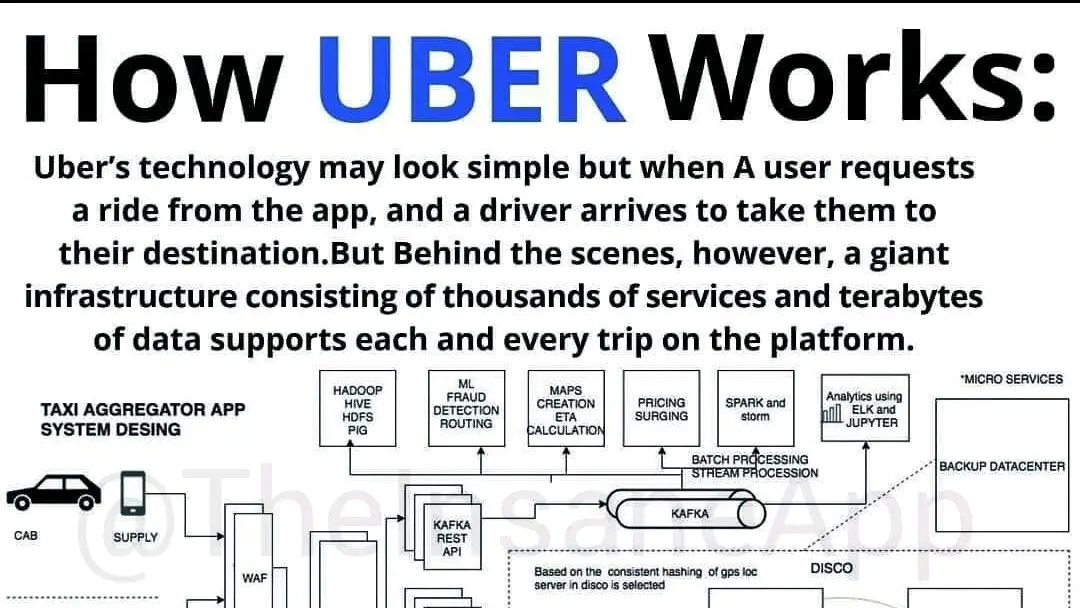 How UBER Works:
Uber’s technology may look simple but when A user requests
a ride from the app, and a driver arrives to take them to
their destination.But Behind the scenes, however, a giant
infrastructure consisting of thousands of services and terabytes
of data supports each and every trip on the platform.
TAXI AGGREGATOR APP
SYSTEM DESING
HADOOP
HIVE
HDFS
PIG
ML
FRAUD
DETECTION
ROUTING
MAPS
CREATION
ETA
CALCULATION
PRICING
SURGING
SPARK and
storm
Analytics using
ELK and
JUPYTER
*MICRO SERVICES
BACKUP DATACENTER
BATCH PROCESSING
STREAM PROCESSION
CAB
SUPPLY
WAF
KAFKA
REST
API
KAFKA
@TheInsaneApp
Based on the consistent hashing of gps loc
server in disco is selected
DISCO